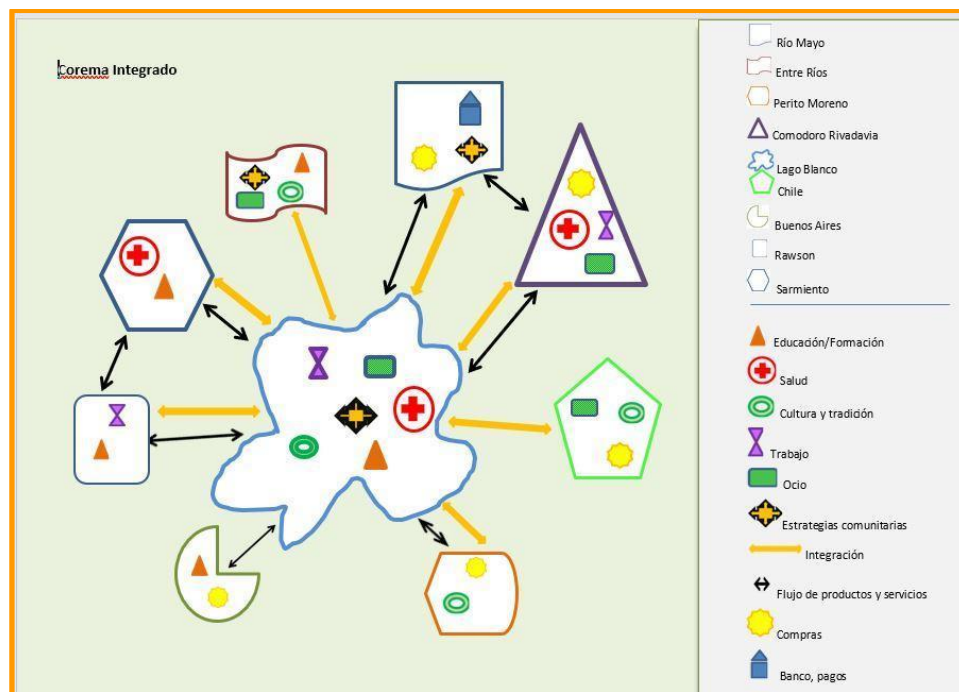 Corema Integrado
Río Mayo
Entre Ríos
Perito Moreno
Comodoro Rivadavia
Lago Blanco
Chile
Buenos Aires
Rawson
Sarmiento
Educación/Formación
Salud
Cultura y tradición
Trabajo
Ocio
Estrategias comunitarias
Integración
Flujo de productos y servicios
Compras
Banco, pagos